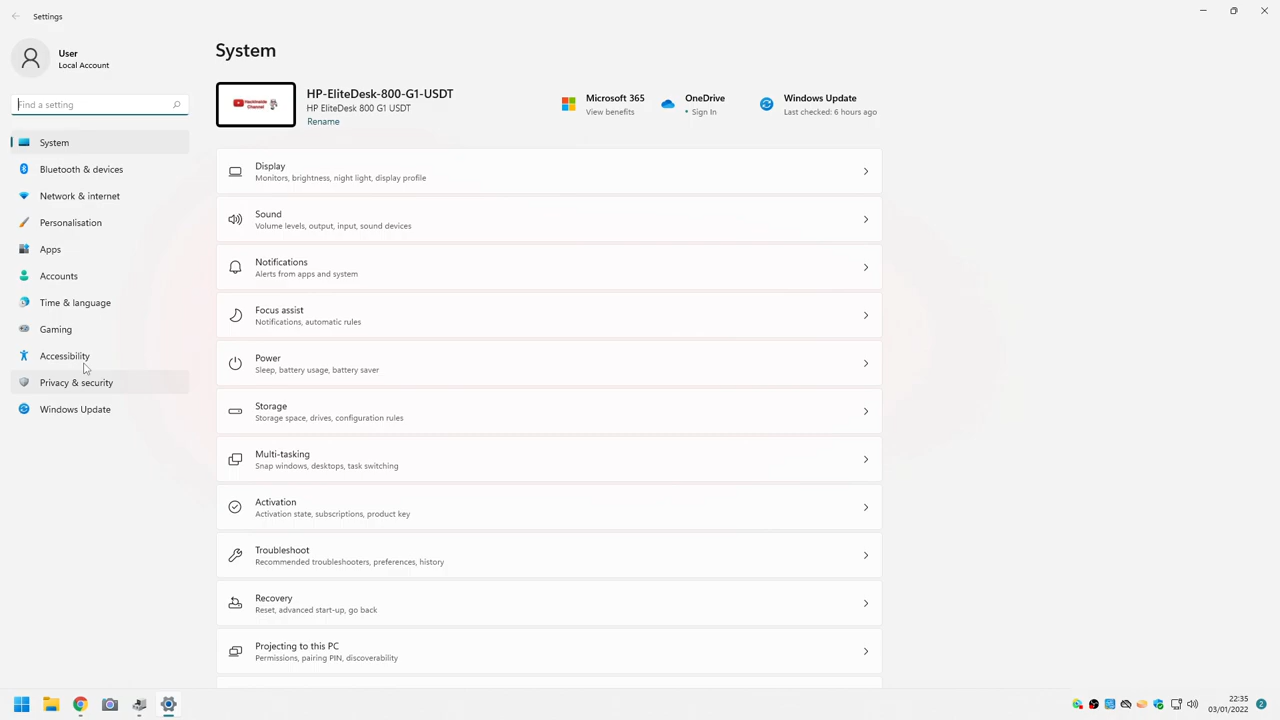 Settings
User
Local Account
Find a setting
System
Bluetooth & devices
Network & internet
Personalisation
Apps
Accounts
Time & language
Gaming
Accessibility
Privacy & security
Windows Update
System
HP-EliteDesk-800-G1-USDT
HP EliteDesk 800 G1 USDT
Rename
Microsoft 365
View benefits
OneDrive
• Sign In
Windows Update
Last checked: 6 hours ago
Display
Monitors, brightness, night light, display profile
Sound
Volume levels, output, input, sound devices
Notifications
Alerts from apps and system
Focus assist
Notifications, automatic rules
Power
Sleep, battery usage, battery saver
Storage
Storage space, drives, configuration rules
Multi-tasking
Snap windows, desktops, task switching
Activation
Activation state, subscriptions, product key
Troubleshoot
Recommended troubleshooters, preferences, history
Recovery
Reset, advanced start-up, go back
Projecting to this PC
Permissions, pairing PIN, discoverability
22:35
03/01/2022
2